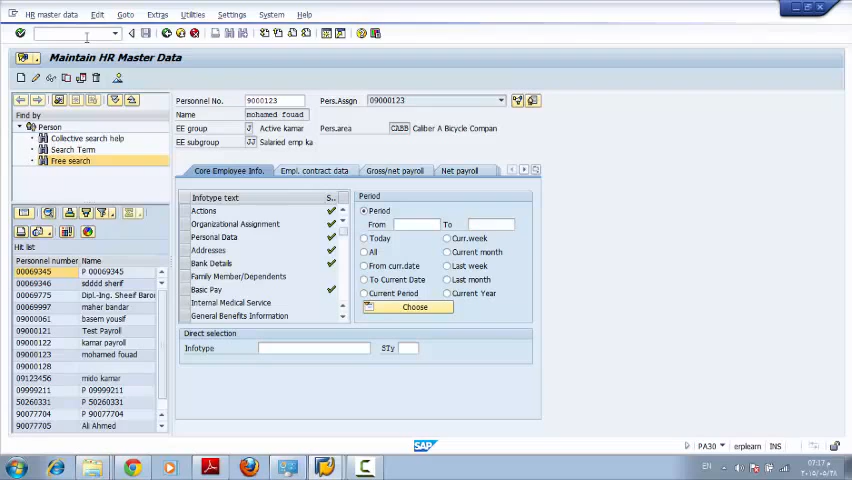 HR master data Edit Goto Extras Utilities Settings System Help
Maintain HR Master Data
Find by
Person
Collective search help
Search Term
Free search
Hit list
Personnel number Name
00069345 P 00069345
00069346 sdddd sherif
00069775 Dipl.-Ing. Sheef Baror
00069997 maher bandar
09000061 basem yousif
09000121 Test Payroll
09000122 kamar payroll
09000123 mohamed fouad
09000128
09123456 mido kamar
09999211 P 09999211
50260331 P 50260331
90077704 P 90077704
90077705 Ali Ahmed
Personnel No. 9000123 Pers.Assgn 09000123
Name mohamed fouad
EE group J Active kamar Pers.area CABB Caliber A Bicycle Compan
EE subgroup JJ Salaried emp ka
Core Employee Info. Empl. contract data Gross/net payroll Net payroll
Infotype text S..
Actions
Organizational Assignment
Personal Data
Addresses
Bank Details
Family Member/Dependents
Basic Pay
Internal Medical Service
General Benefits Information
Period
Period
From To
Today Curr.week
All Current month
From curr.date Last week
To Current Date Last month
Current Period Current Year
Choose
Direct selection
Infotype STy
SAP
PA30 erplearn INS
EN